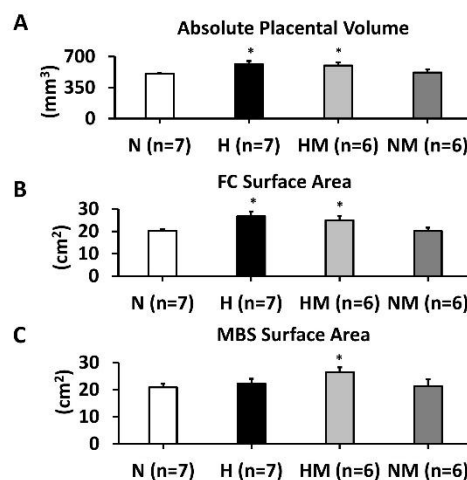 A
Absolute Placental Volume
(mm³)
700
350
0
* *
N (n=7) H (n=7) HM (n=6) NM (n=6)
B
FC Surface Area
(cm²)
30
20
10
0
* *
N (n=7) H (n=7) HM (n=6) NM (n=6)
C
MBS Surface Area
(cm²)
30
20
10
0
*
N (n=7) H (n=7) HM (n=6) NM (n=6)